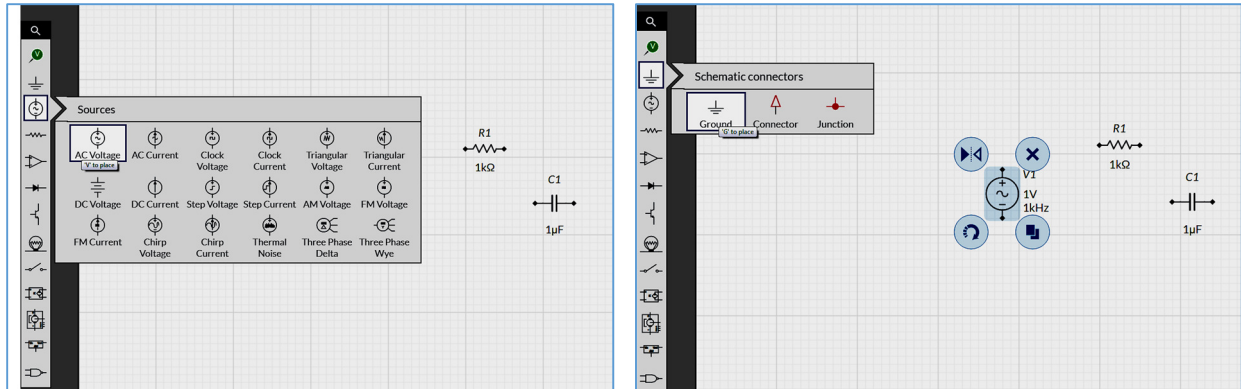 V
Sources
AC Voltage
'V' to place
AC Current
Clock
Voltage
Clock
Current
Triangular
Voltage
Triangular
Current
DC Voltage
DC Current
Step Voltage
Step Current
AM Voltage
FM Voltage
FM Current
Chirp
Voltage
Chirp
Current
Thermal
Noise
Three Phase
Delta
Three Phase
Wye
R1
1kΩ
C1
1µF
V
Schematic connectors
Ground
'G' to place
Connector
Junction
V1
1V
1kHz
R1
1kΩ
C1
1µF